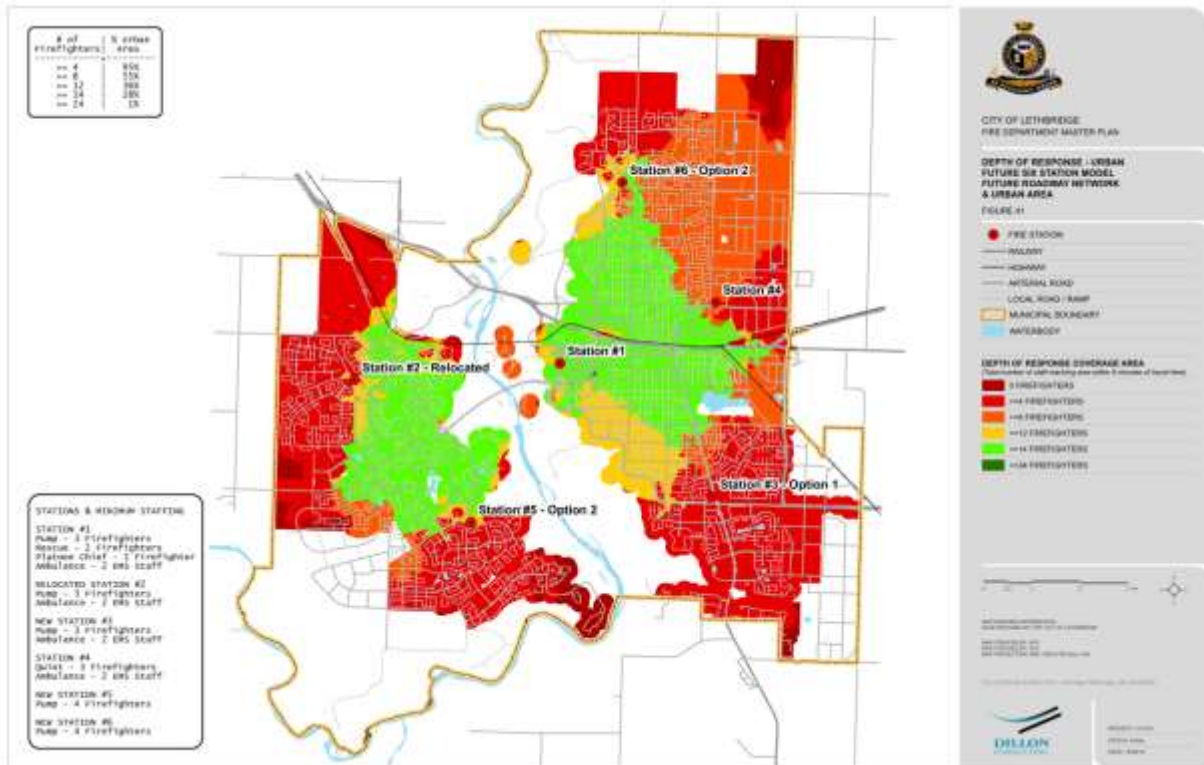 # of | % urban
Firefighters| area
>= 4 | 95%
>= 8 | 55%
>= 12 |
>= 14 | 28%
>= 24 | 1%
Station #6 - Option 2
Station #4
Station #1
Station #2 - Relocated
Station #3 - Option 1
Station #5 - Option 2
STATIONS & MINIMUM STAFFING
STATION #1
Pump - 3 Firefighters
Rescue - 2 Firefighters
Platoon Chief - 1 Firefighter
Ambulance - 2 EMS Staff
RELOCATED STATION #2
Pump - 3 Firefighters
Ambulance - 2 EMS Staff
NEW STATION #3
Pump - 3 Firefighters
Ambulance - 2 EMS Staff
STATION #4
Quint - 3 Firefighters
Ambulance - 2 EMS Staff
NEW STATION #5
Pump - 4 Firefighters
NEW STATION #6
Pump - 4 Firefighters
CITY OF LETHBRIDGE
FIRE DEPARTMENT MASTER PLAN
DEPTH OF RESPONSE - URBAN
FUTURE SIX STATION MODEL
FUTURE ROADWAY NETWORK
& URBAN AREA
FIGURE 41
FIRE STATION
RAILWAY
HIGHWAY
ARTERIAL ROAD
LOCAL ROAD / RAMP
MUNICIPAL BOUNDARY
WATERBODY
DEPTH OF RESPONSE COVERAGE AREA
FIREFIGHTERS
>=4 FIREFIGHTERS
>=8 FIREFIGHTERS
>=12 FIREFIGHTERS
>=14 FIREFIGHTERS
>=24 FIREFIGHTERS
DILLON
CONSULTING